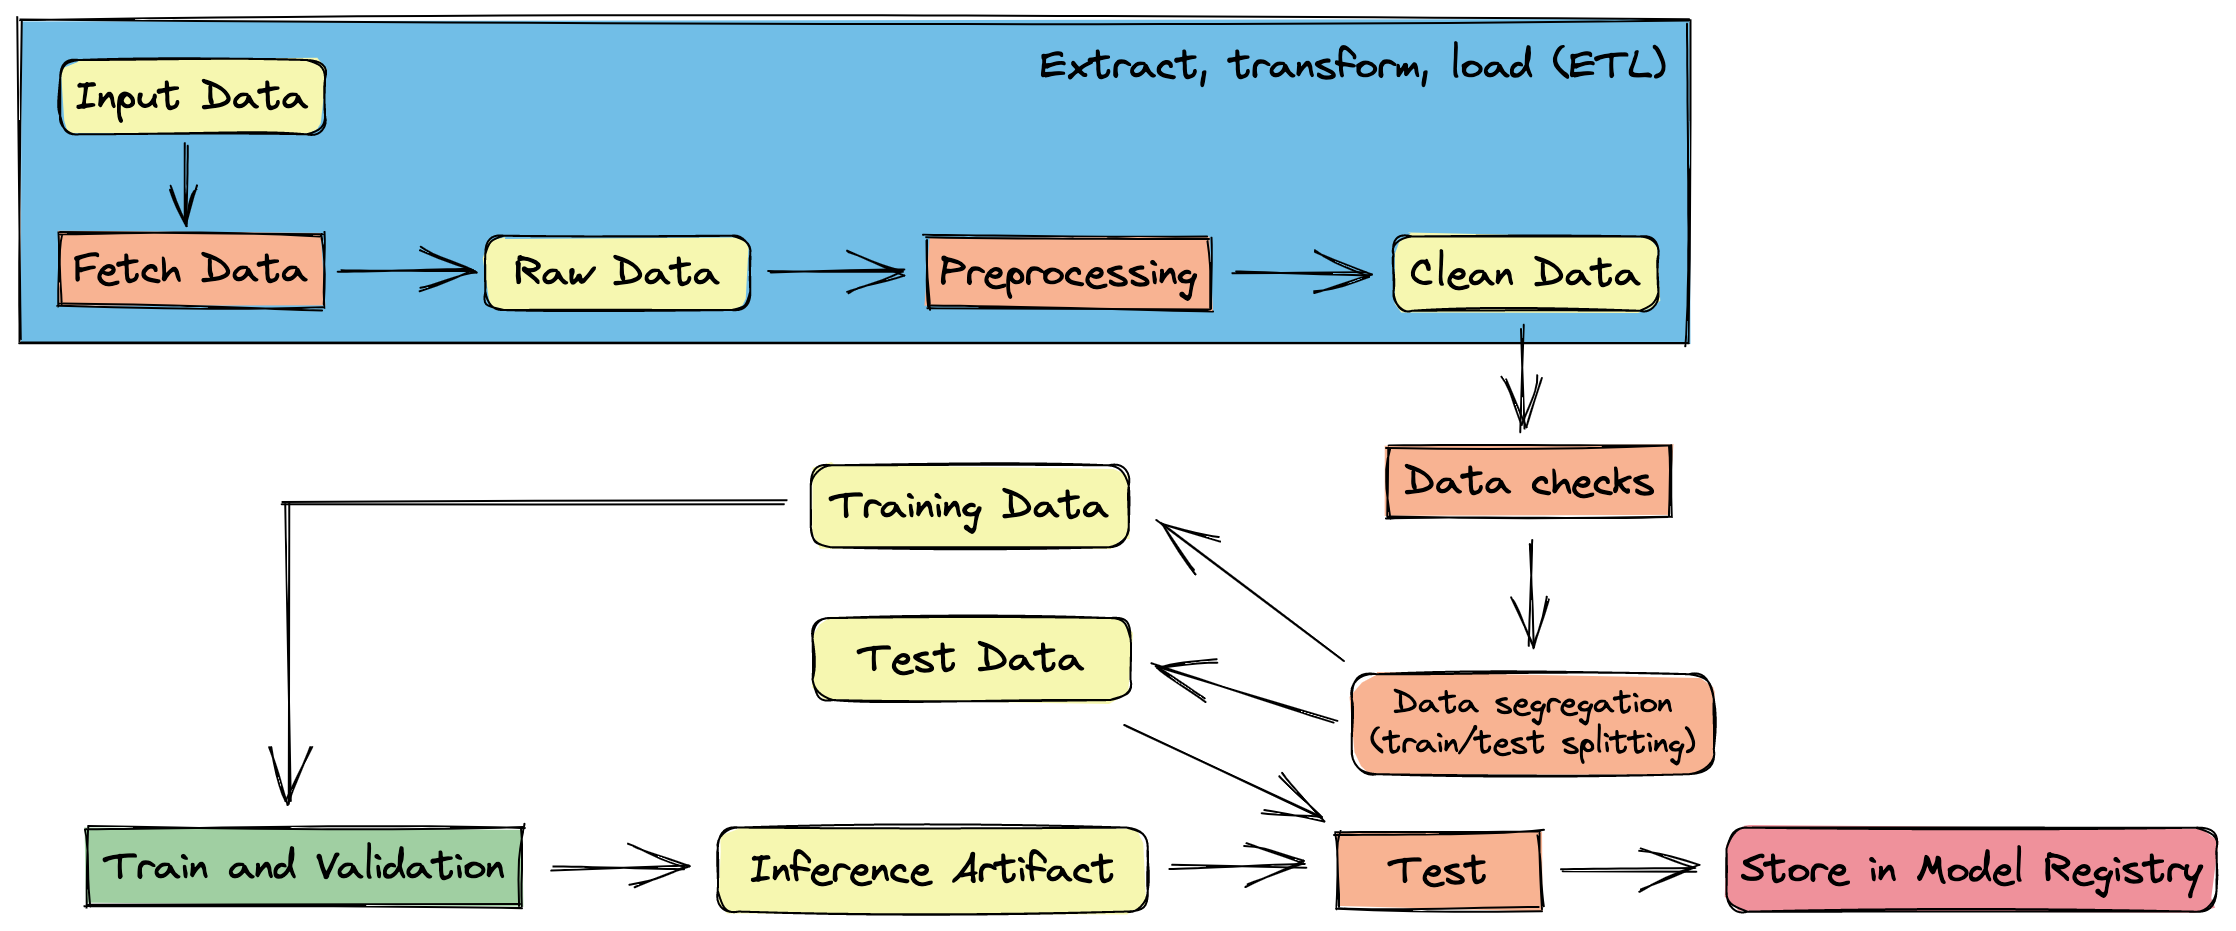 Extract, transform, load (ETL)
Input Data
Fetch Data
Raw Data
Preprocessing
Clean Data
Data checks
Training Data
Test Data
Data segregation
(train/test splitting)
Train and Validation
Inference Artifact
Test
Store in Model Registry